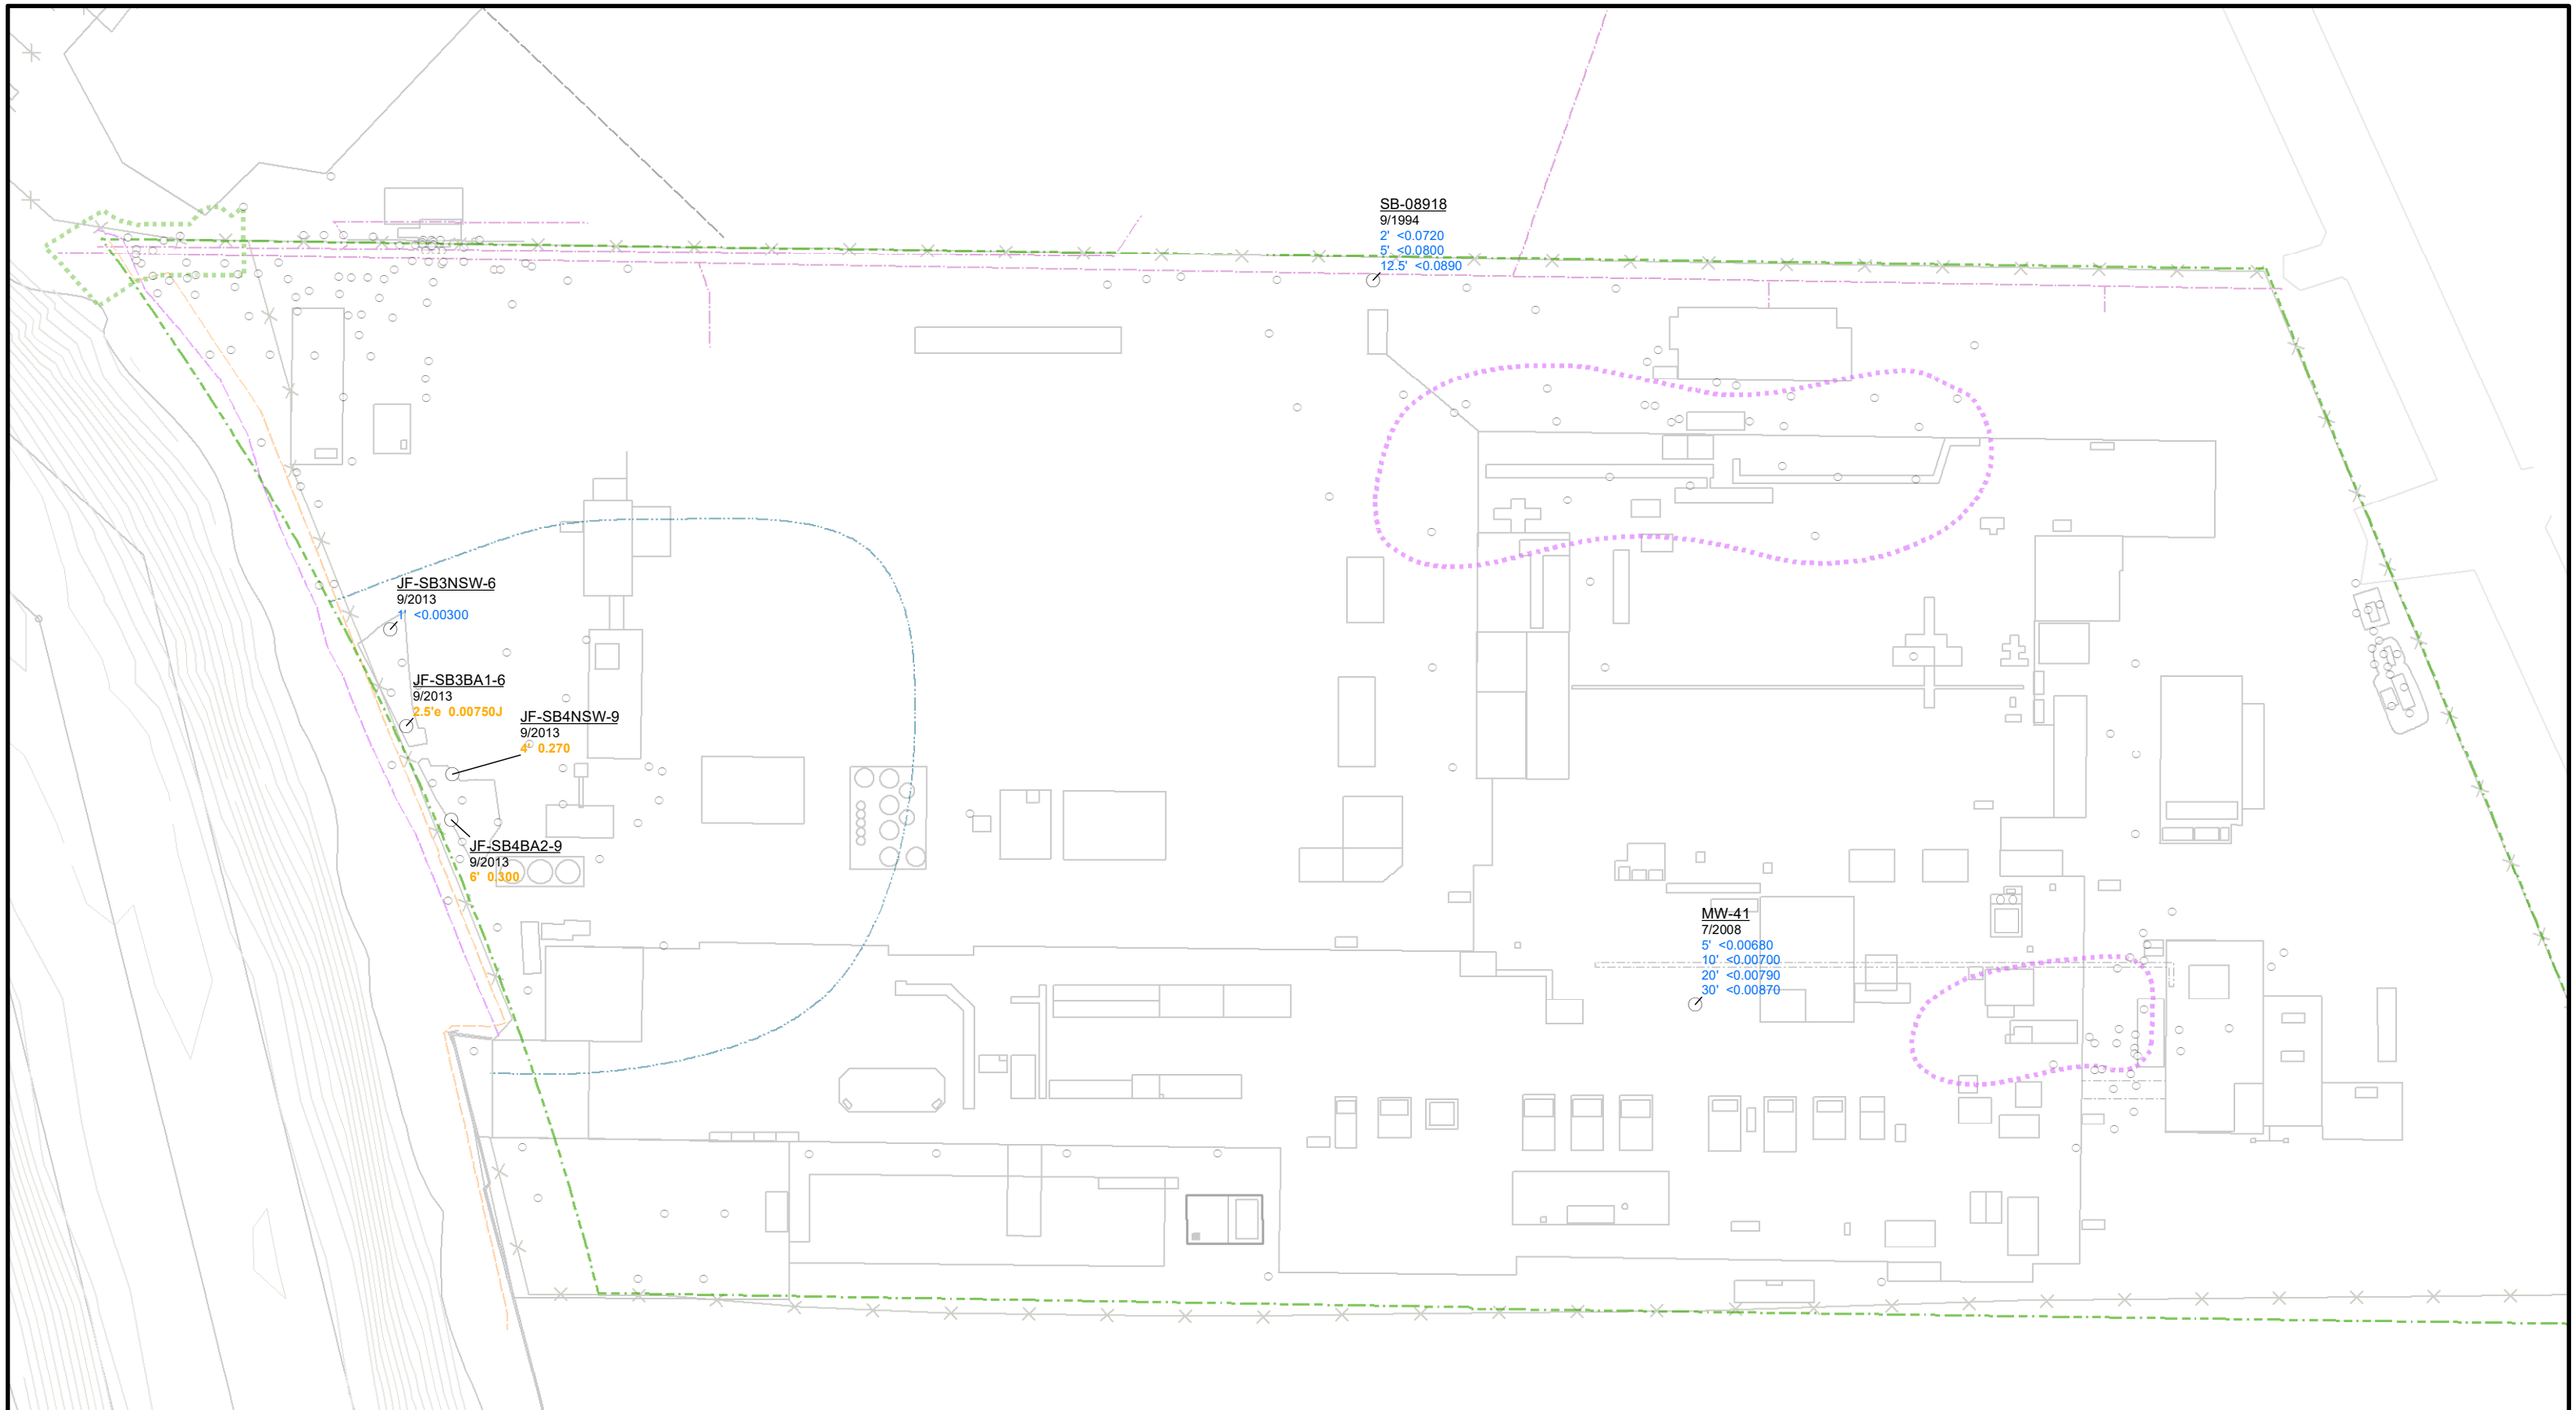 SB-08918
9/1994
2' <0.0720
5' <0.0800
12.5' <0.0890
JF-SB3NSW-6
9/2013
1' <0.00300
JF-SB3BA1-6
9/2013
2.5'e 0.00750J
JF-SB4NSW-9
9/2013
4' 0.270
JF-SB4BA2-9
9/2013
6' 0.300
MW-41
7/2008
5' <0.00680
10' <0.00700
20' <0.00790
30' <0.00870